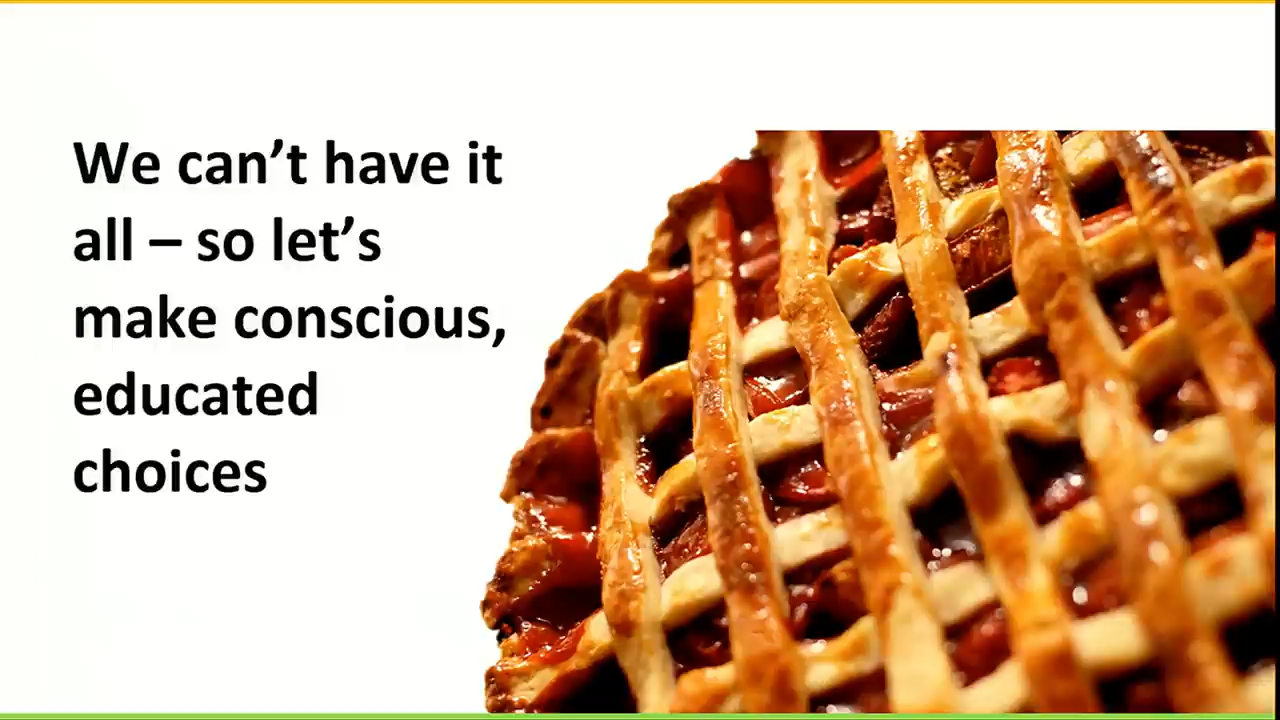 We can’t have it
all – so let’s
make conscious,
educated
choices